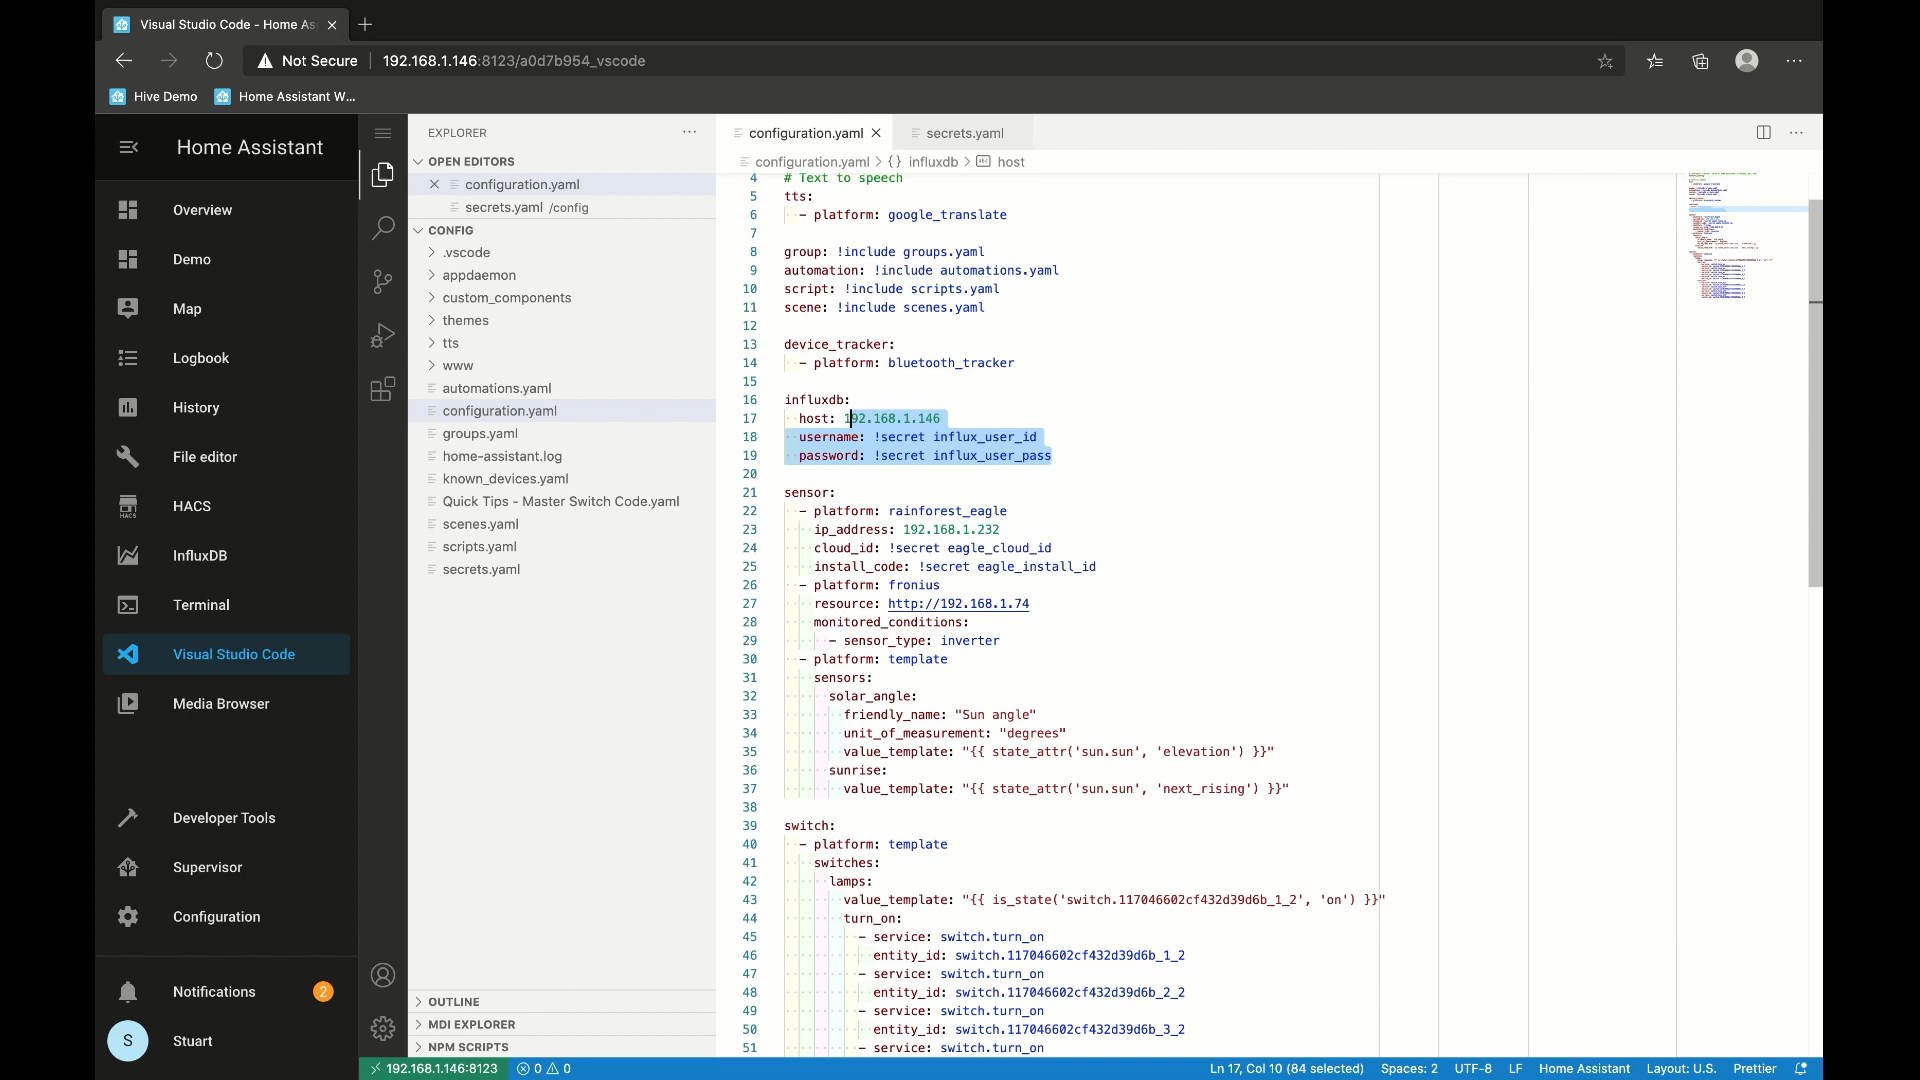 Visual Studio Code - Home As
Not Secure 192.168.1.146:8123/a0d7b954_vscode
Hive Demo Home Assistant W...
Home Assistant
Overview
Demo
Map
Logbook
History
File editor
HACS
HACS
InfluxDB
Terminal
Visual Studio Code
Media Browser
Developer Tools
Supervisor
Configuration
Notifications 2
S Stuart
EXPLORER ...
OPEN EDITORS
configuration.yaml
secrets.yaml /config
CONFIG
.vscode
appdaemon
custom_components
themes
tts
www
automations.yaml
configuration.yaml
groups.yaml
home-assistant.log
known_devices.yaml
Quick Tips - Master Switch Code.yaml
scenes.yaml
scripts.yaml
secrets.yaml
OUTLINE
MDI EXPLORER
NPM SCRIPTS
configuration.yaml secrets.yaml
configuration.yaml > {} influxdb > host
4 # Text to speech
5 tts:
6 - platform: google_translate
7
8 group: !include groups.yaml
9 automation: !include automations.yaml
10 script: !include scripts.yaml
11 scene: !include scenes.yaml
12
13 device_tracker:
14 - platform: bluetooth_tracker
15
16 influxdb:
17 host: 192.168.1.146
18 username: !secret influx_user_id
19 password: !secret influx_user_pass
20
21 sensor:
22 - platform: rainforest_eagle
23 ip_address: 192.168.1.232
24 cloud_id: !secret eagle_cloud_id
25 install_code: !secret eagle_install_id
26 - platform: fronius
27 resource: http://192.168.1.74
28 monitored_conditions:
29 - sensor_type: inverter
30 - platform: template
31 sensors:
32 solar_angle:
33 friendly_name: "Sun angle"
34 unit_of_measurement: "degrees"
35 value_template: "{{ state_attr('sun.sun', 'elevation') }}"
36 sunrise:
37 value_template: "{{ state_attr('sun.sun', 'next_rising') }}"
38
39 switch:
40 - platform: template
41 switches:
42 lamps:
43 value_template: "{{ is_state('switch.117046602cf432d39d6b_1_2', 'on') }}"
44 turn_on:
45 - service: switch.turn_on
46 entity_id: switch.117046602cf432d39d6b_1_2
47 - service: switch.turn_on
48 entity_id: switch.117046602cf432d39d6b_2_2
49 - service: switch.turn_on
50 entity_id: switch.117046602cf432d39d6b_3_2
51 - service: switch.turn_on
192.168.1.146:8123 0 0 Ln 17, Col 10 (84 selected) Spaces: 2 UTF-8 LF Home Assistant Layout: U.S. Prettier